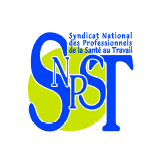 Syndicat National
des Professionnels
de la Santé au Travail
SNPST